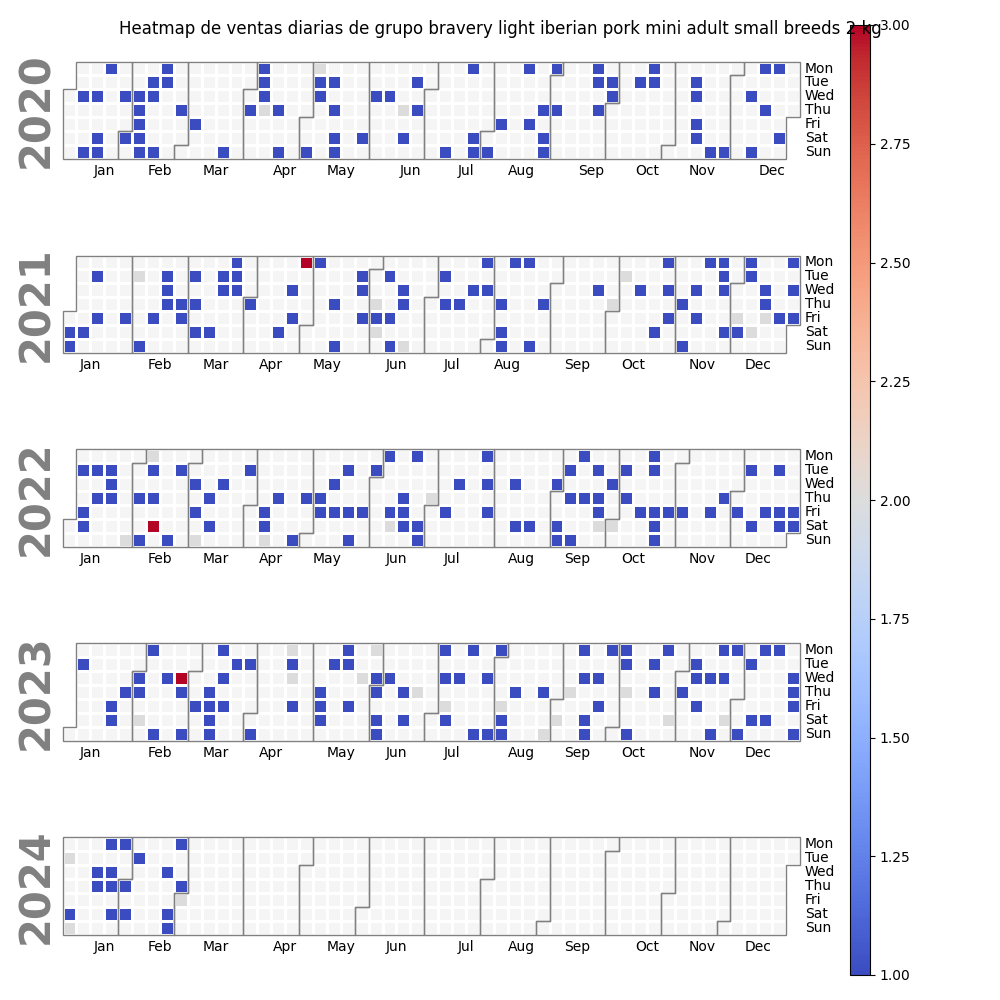 Heatmap de ventas diarias de grupo bravery light iberian pork mini adult small breeds 2 kg
2020
Mon
Tue
Wed
Thu
Fri
Sat
Sun
Jan Feb Mar Apr May Jun Jul Aug Sep Oct Nov Dec
2021
Mon
Tue
Wed
Thu
Fri
Sat
Sun
Jan Feb Mar Apr May Jun Jul Aug Sep Oct Nov Dec
2022
Mon
Tue
Wed
Thu
Fri
Sat
Sun
Jan Feb Mar Apr May Jun Jul Aug Sep Oct Nov Dec
2023
Mon
Tue
Wed
Thu
Fri
Sat
Sun
Jan Feb Mar Apr May Jun Jul Aug Sep Oct Nov Dec
2024
Mon
Tue
Wed
Thu
Fri
Sat
Sun
Jan Feb Mar Apr May Jun Jul Aug Sep Oct Nov Dec
3.00
2.75
2.50
2.25
2.00
1.75
1.50
1.25
1.00